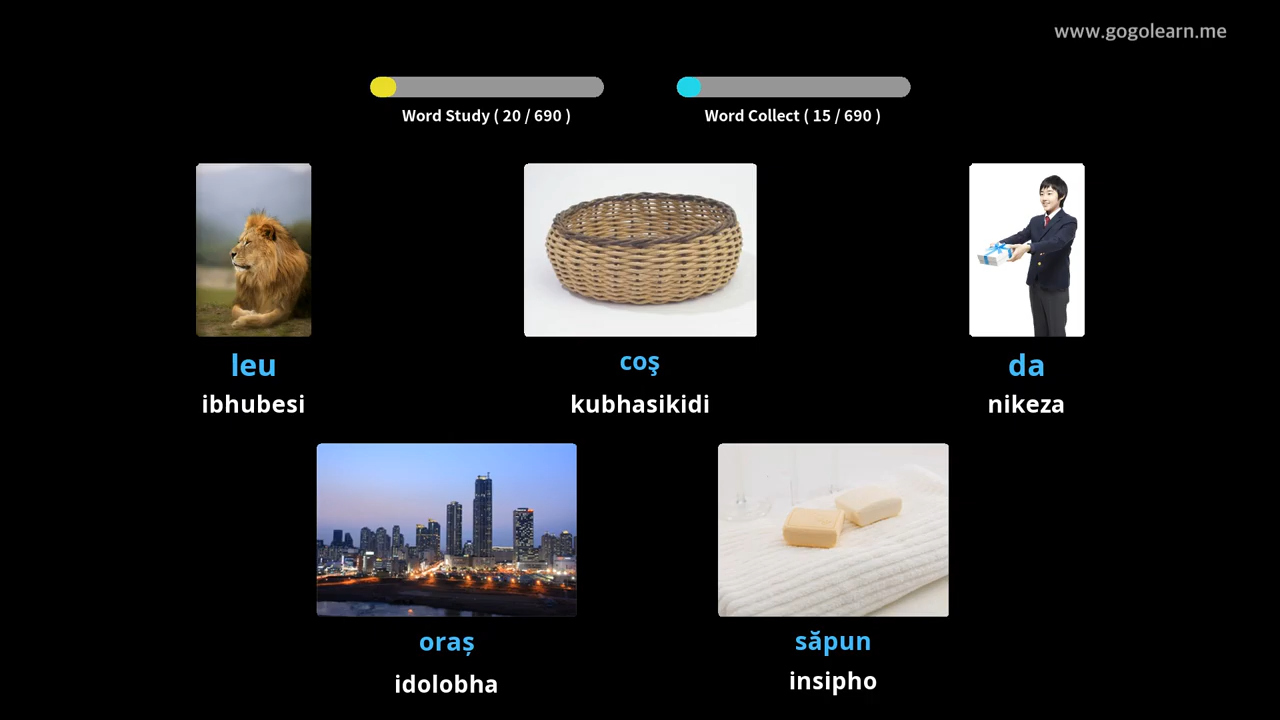 www.gogolearn.me
Word Study ( 20 / 690 )
Word Collect ( 15 / 690 )
leu
coş
da
ibhubesi
kubhasikidi
nikeza
oraș
săpun
idolobha
insipho